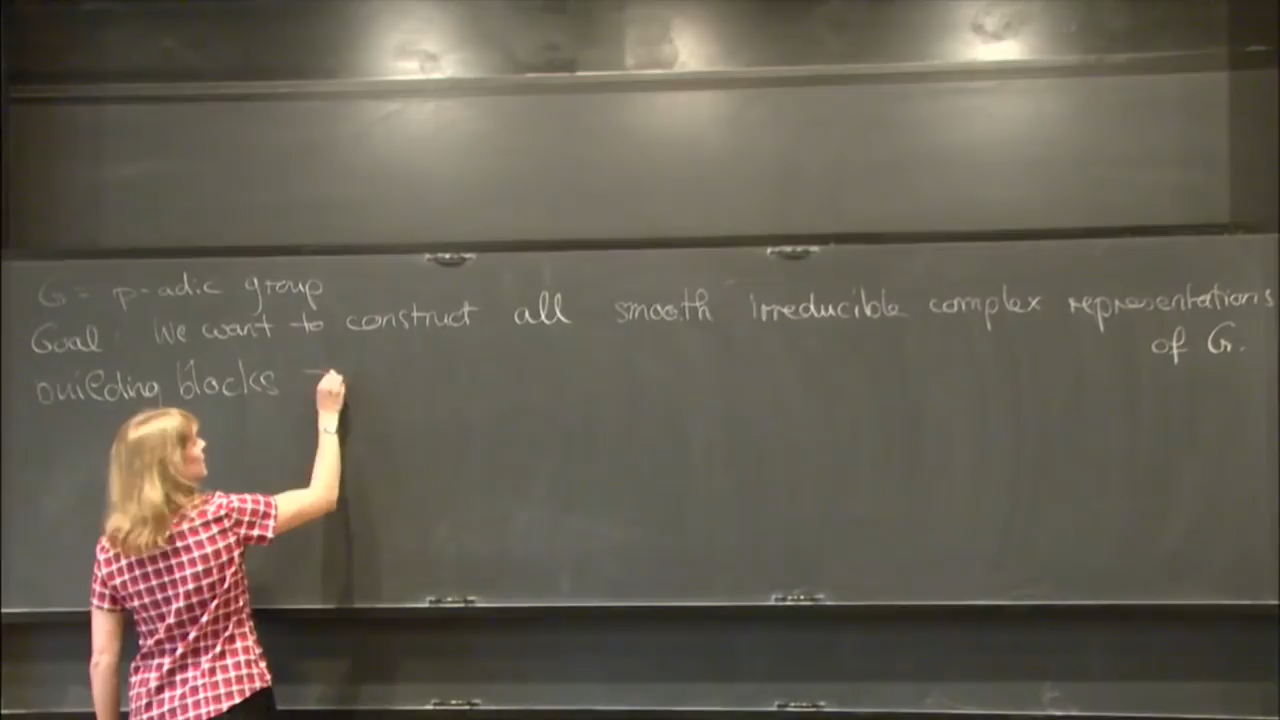 G = p-adic group
Goal: We want to construct all smooth irreducible complex representations
of G.
building blocks